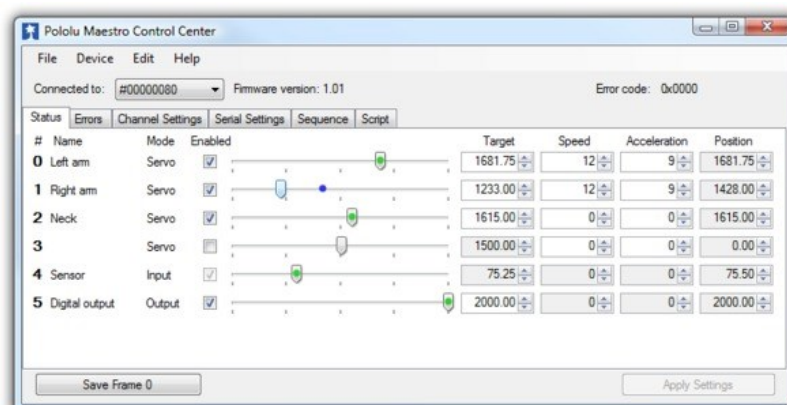 Pololu Maestro Control Center
File Device Edit Help
Connected to: #00000080 Firmware version: 1.01 Error code: 0x0000
Status Errors Channel Settings Serial Settings Sequence Script
# Name Mode Enabled Target Speed Acceleration Position
0 Left arm Servo 1681.75 12 9 1681.75
1 Right arm Servo 1233.00 12 9 1428.00
2 Neck Servo 1615.00 0 0 1615.00
3 Servo 1500.00 0 0 0.00
4 Sensor Input 75.25 0 0 75.50
5 Digital output Output 2000.00 0 0 2000.00
Save Frame 0 Apply Settings